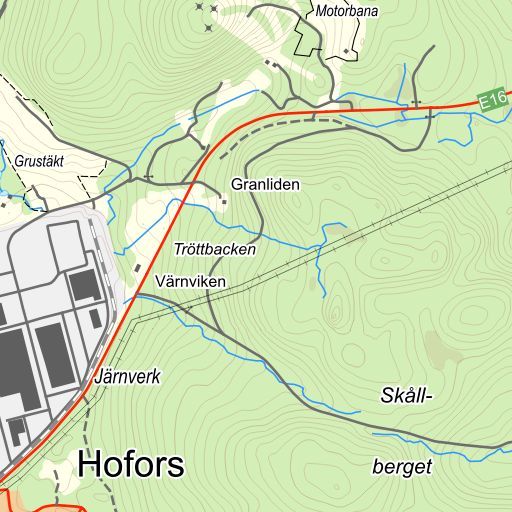 Motorbana
E16
Grustäkt
Granliden
Tröttbacken
Värnviken
Järnverk
Skåll-
Hofors
berget